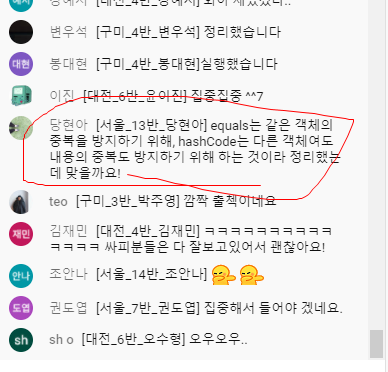 변우석 [구미_4반_변우석] 정리했습니다
대현 봉대현 [구미_4반_봉대현]실행했습니다
이진 [대전_6반_윤이진] 집중집중 ^^7
당현아 [서울_13반_당현아] equals는 같은 객체의
중복을 방지하기 위해, hashCode는 다른 객체여도
내용의 중복도 방지하기 위해 하는 것이라 정리했는
데 맞을까요!
teo [구미_3반_박주영] 깜짝 출첵이네요
재민 김재민 [대전_4반_김재민] ㅋㅋㅋㅋㅋㅋㅋㅋㅋㅋ
ㅋㅋㅋㅋ 싸피분들은 다 잘보고있어서 괜찮아요!
안나 조안나 [서울_14반_조안나]
도엽 권도엽 [서울_7반_권도엽] 집중해서 들어야 겠네요.
sh sh o [대전_6반_오수형] 오우오우..